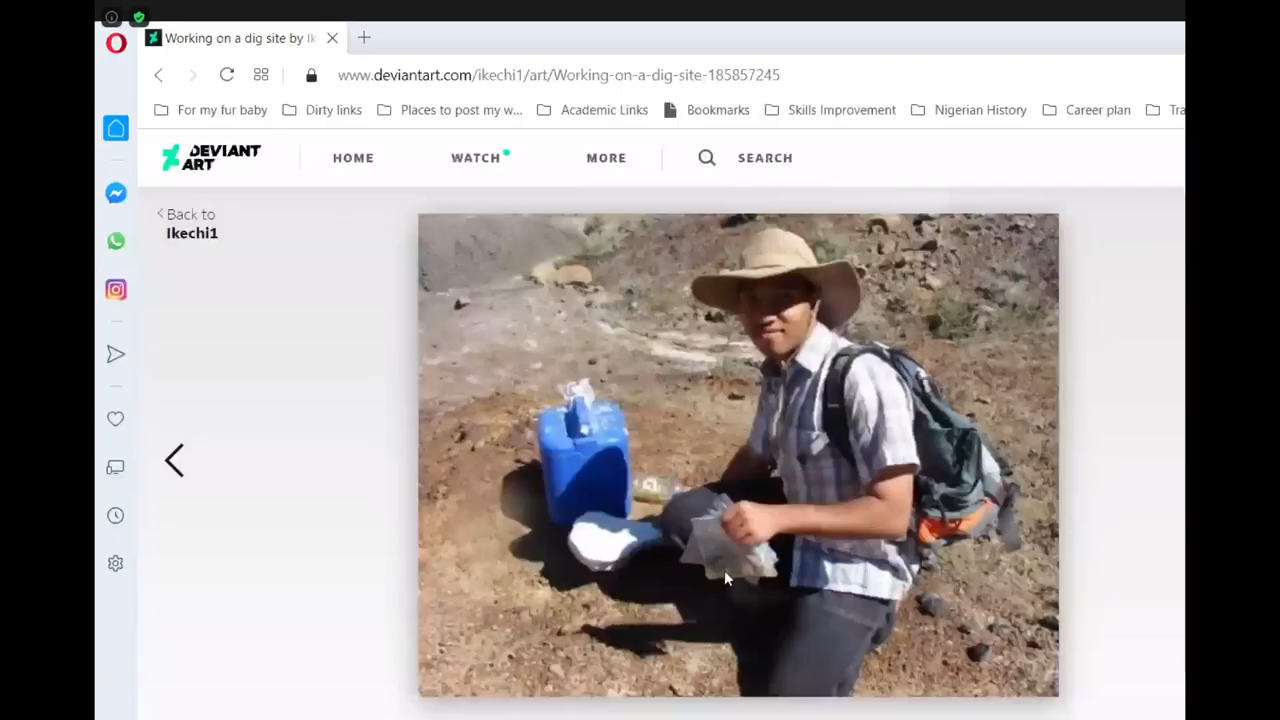 Working on a dig site by Ik
www.deviantart.com/ikechi1/art/Working-on-a-dig-site-185857245
For my fur baby
Dirty links
Places to post my w...
Academic Links
Bookmarks
Skills Improvement
Nigerian History
Career plan
Tra
DEVIANT
ART
HOME
WATCH
MORE
SEARCH
Back to
Ikechi1